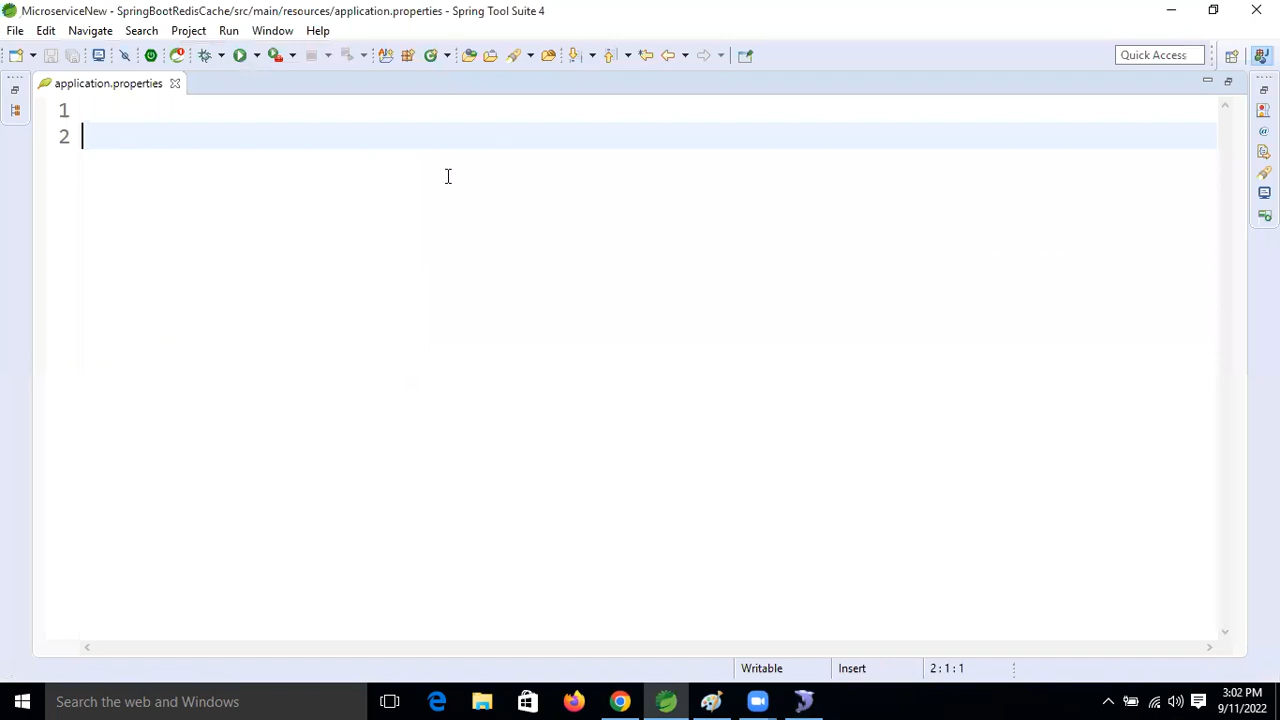 MicroserviceNew - SpringBootRedisCache/src/main/resources/application.properties - Spring Tool Suite 4
File Edit Navigate Search Project Run Window Help
Quick Access
application.properties
1
2
Writable Insert 2 : 1 : 1
Search the web and Windows
3:02 PM
9/11/2022